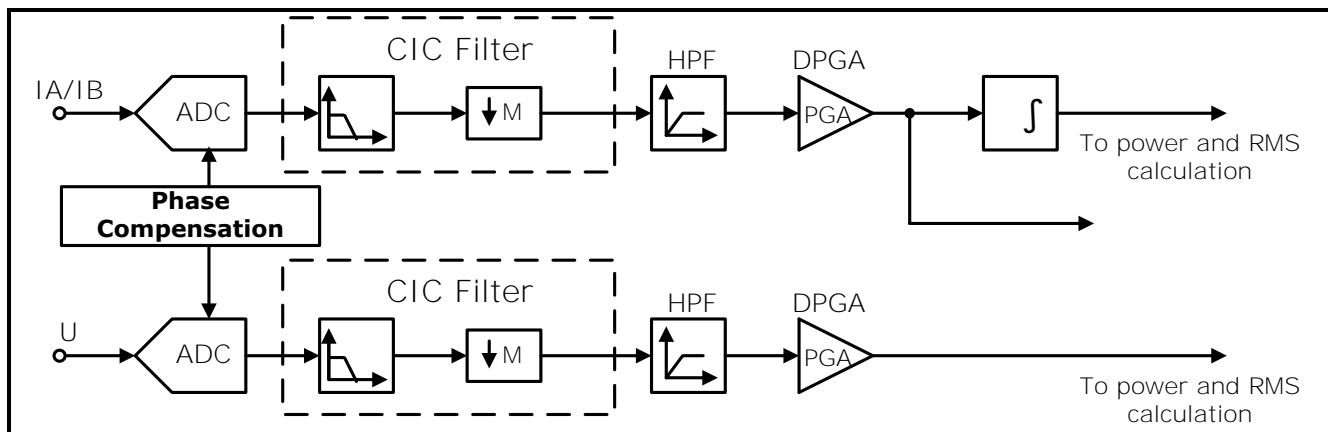 CIC Filter
HPF
DPGA
IA/IB
ADC
↓ M
PGA
∫
To power and RMS
calculation
Phase
Compensation
CIC Filter
HPF
DPGA
U
ADC
↓ M
PGA
To power and RMS
calculation